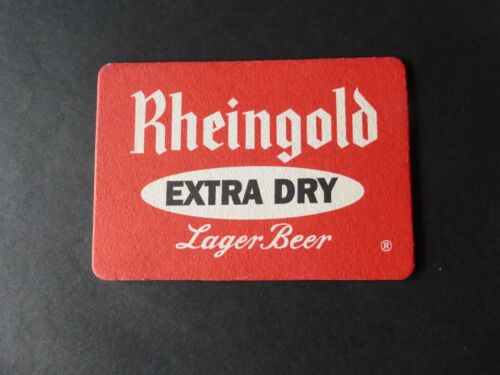 Rheingold
EXTRA DRY
Lager Beer
®